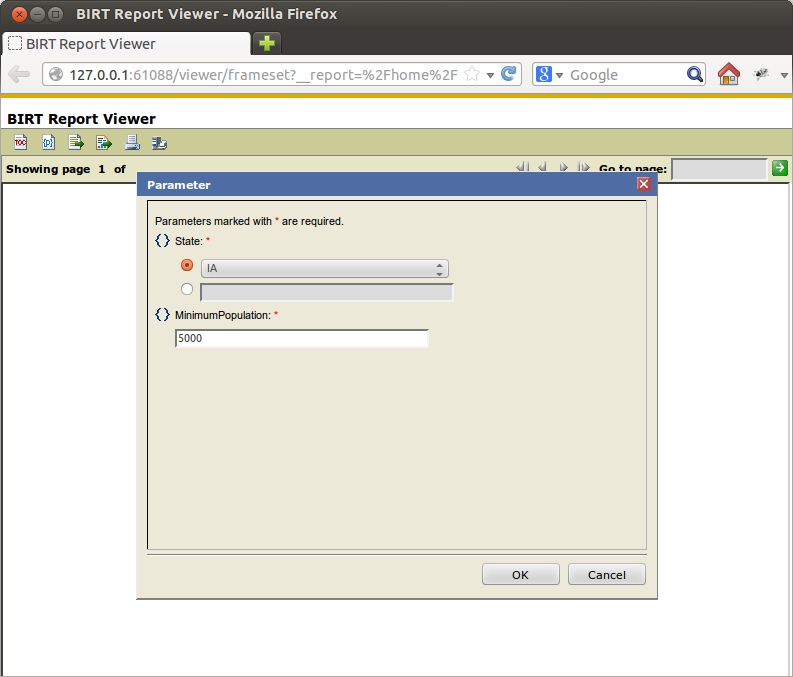 BIRT Report Viewer - Mozilla Firefox
BIRT Report Viewer
127.0.0.1:61088/viewer/frameset?__report=%2Fhome%2F
8
Google
BIRT Report Viewer
TOC
Showing page 1 of
Go to page:
Parameter
Parameters marked with * are required.
{} State: *
IA
{} MinimumPopulation: *
5000
OK
Cancel